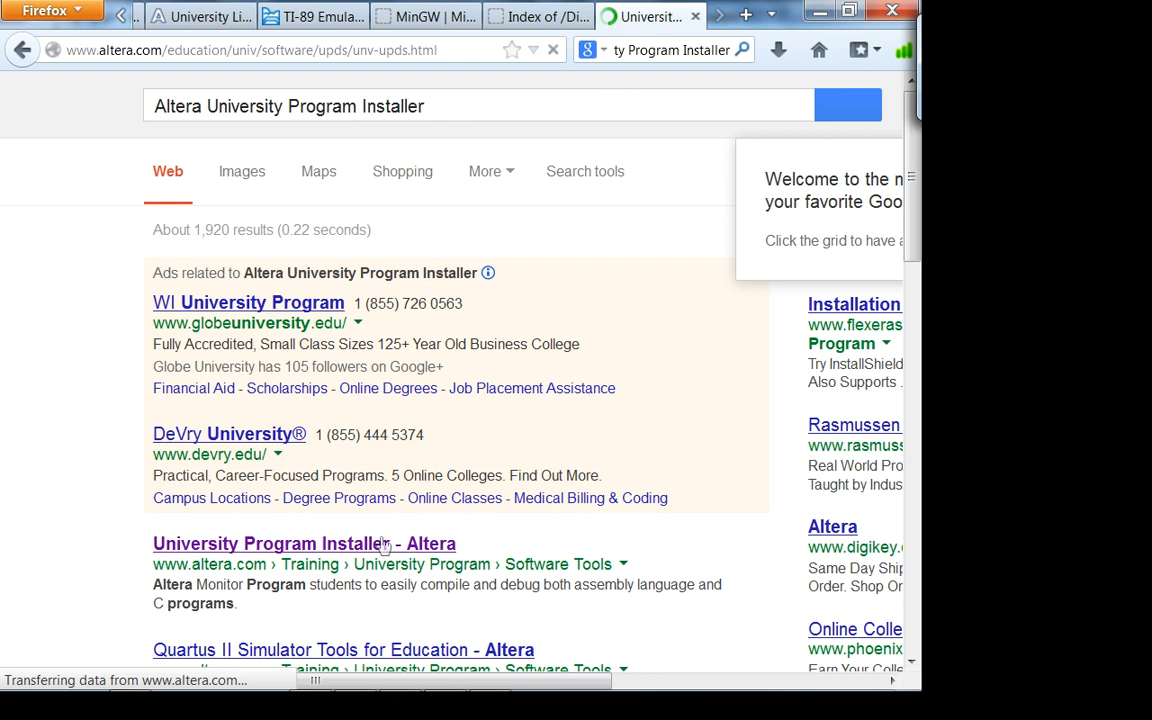 Firefox
University Li...
TI-89 Emula...
MinGW | Mi...
Index of /Di...
Universit...
www.altera.com/education/univ/software/upds/unv-upds.html
ty Program Installer
Altera University Program Installer
Web Images Maps Shopping More Search tools
Welcome to the n
your favorite Goo
Click the grid to have a
About 1,920 results (0.22 seconds)
Ads related to Altera University Program Installer
WI University Program 1 (855) 726 0563
www.globeuniversity.edu/
Fully Accredited, Small Class Sizes 125+ Year Old Business College
Globe University has 105 followers on Google+
Financial Aid - Scholarships - Online Degrees - Job Placement Assistance
DeVry University® 1 (855) 444 5374
www.devry.edu/
Practical, Career-Focused Programs. 5 Online Colleges. Find Out More.
Campus Locations - Degree Programs - Online Classes - Medical Billing & Coding
University Program Installer - Altera
www.altera.com › Training › University Program › Software Tools
Altera Monitor Program students to easily compile and debug both assembly language and
C programs.
Quartus II Simulator Tools for Education - Altera
www.altera.com › Training › University Program › Software Tools
Installation
www.flexeras
Program
Try InstallShield
Also Supports .
Rasmussen
www.rasmuss
Real World Pro
Taught by Indus
Altera
www.digikey.
Same Day Ship
Order. Shop Or
Online Colle
www.phoenix
Earn Your Colle
Transferring data from www.altera.com...